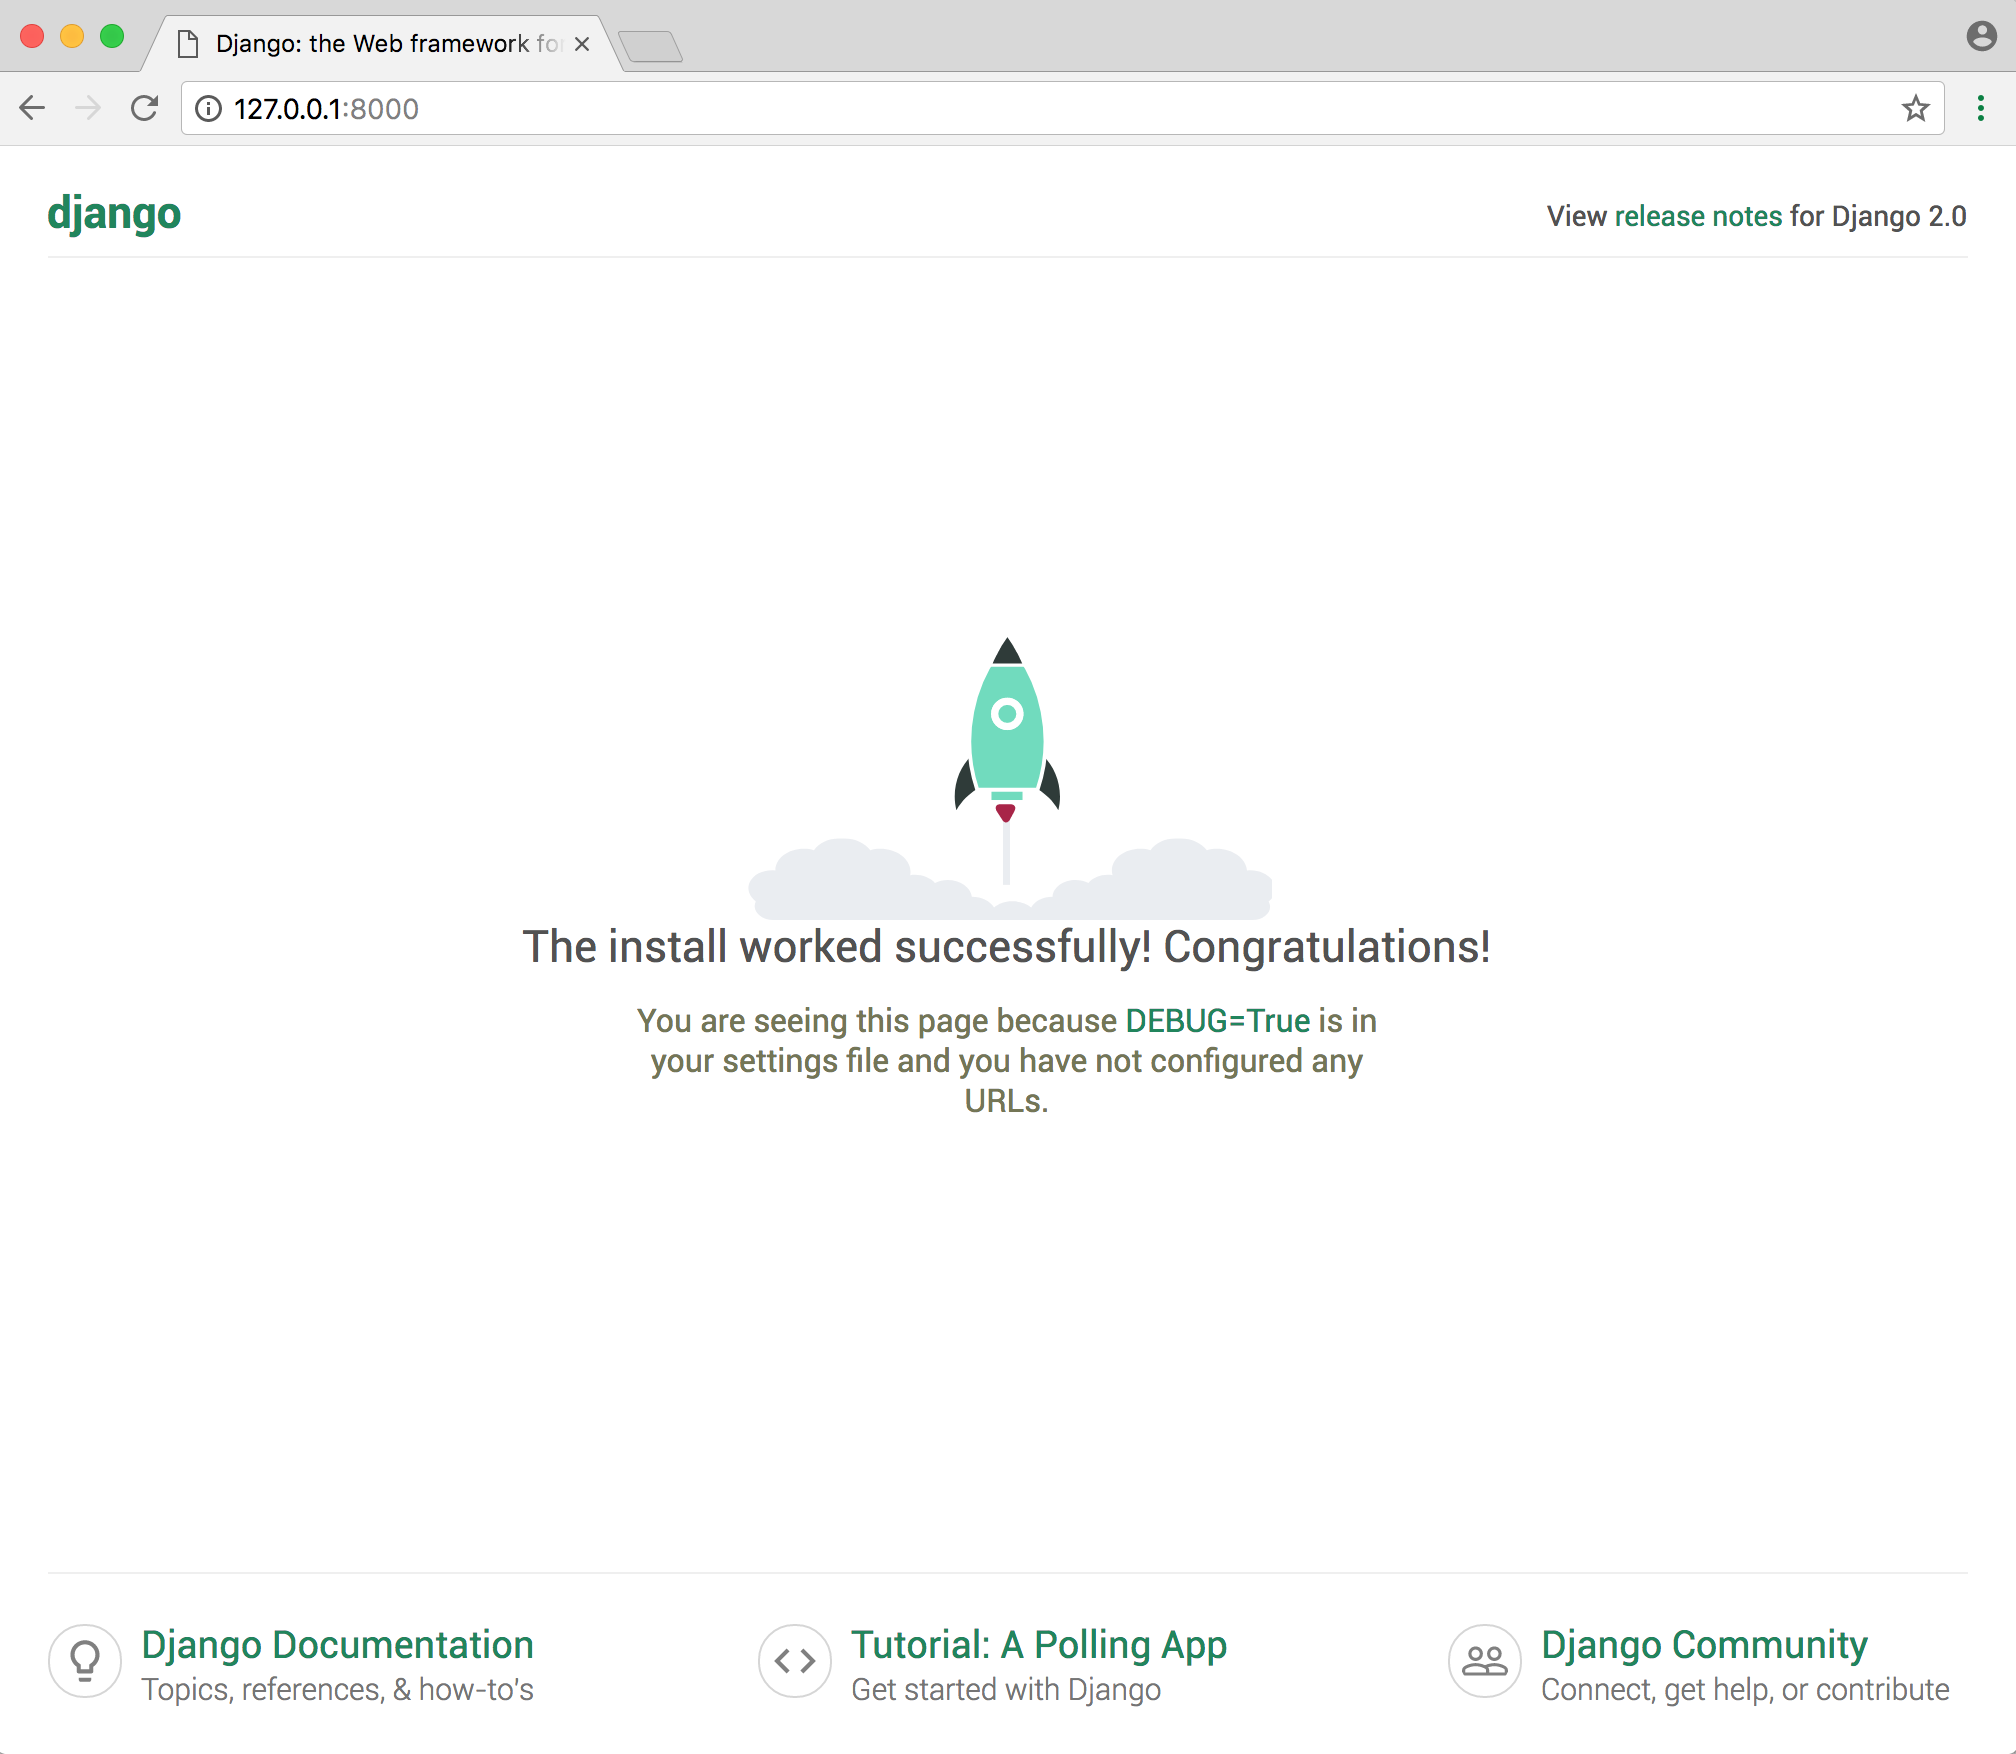 Django: the Web framework for
127.0.0.1:8000
django
View release notes for Django 2.0
The install worked successfully! Congratulations!
You are seeing this page because DEBUG=True is in
your settings file and you have not configured any
URLs.
Django Documentation
Topics, references, & how-to's
Tutorial: A Polling App
Get started with Django
Django Community
Connect, get help, or contribute